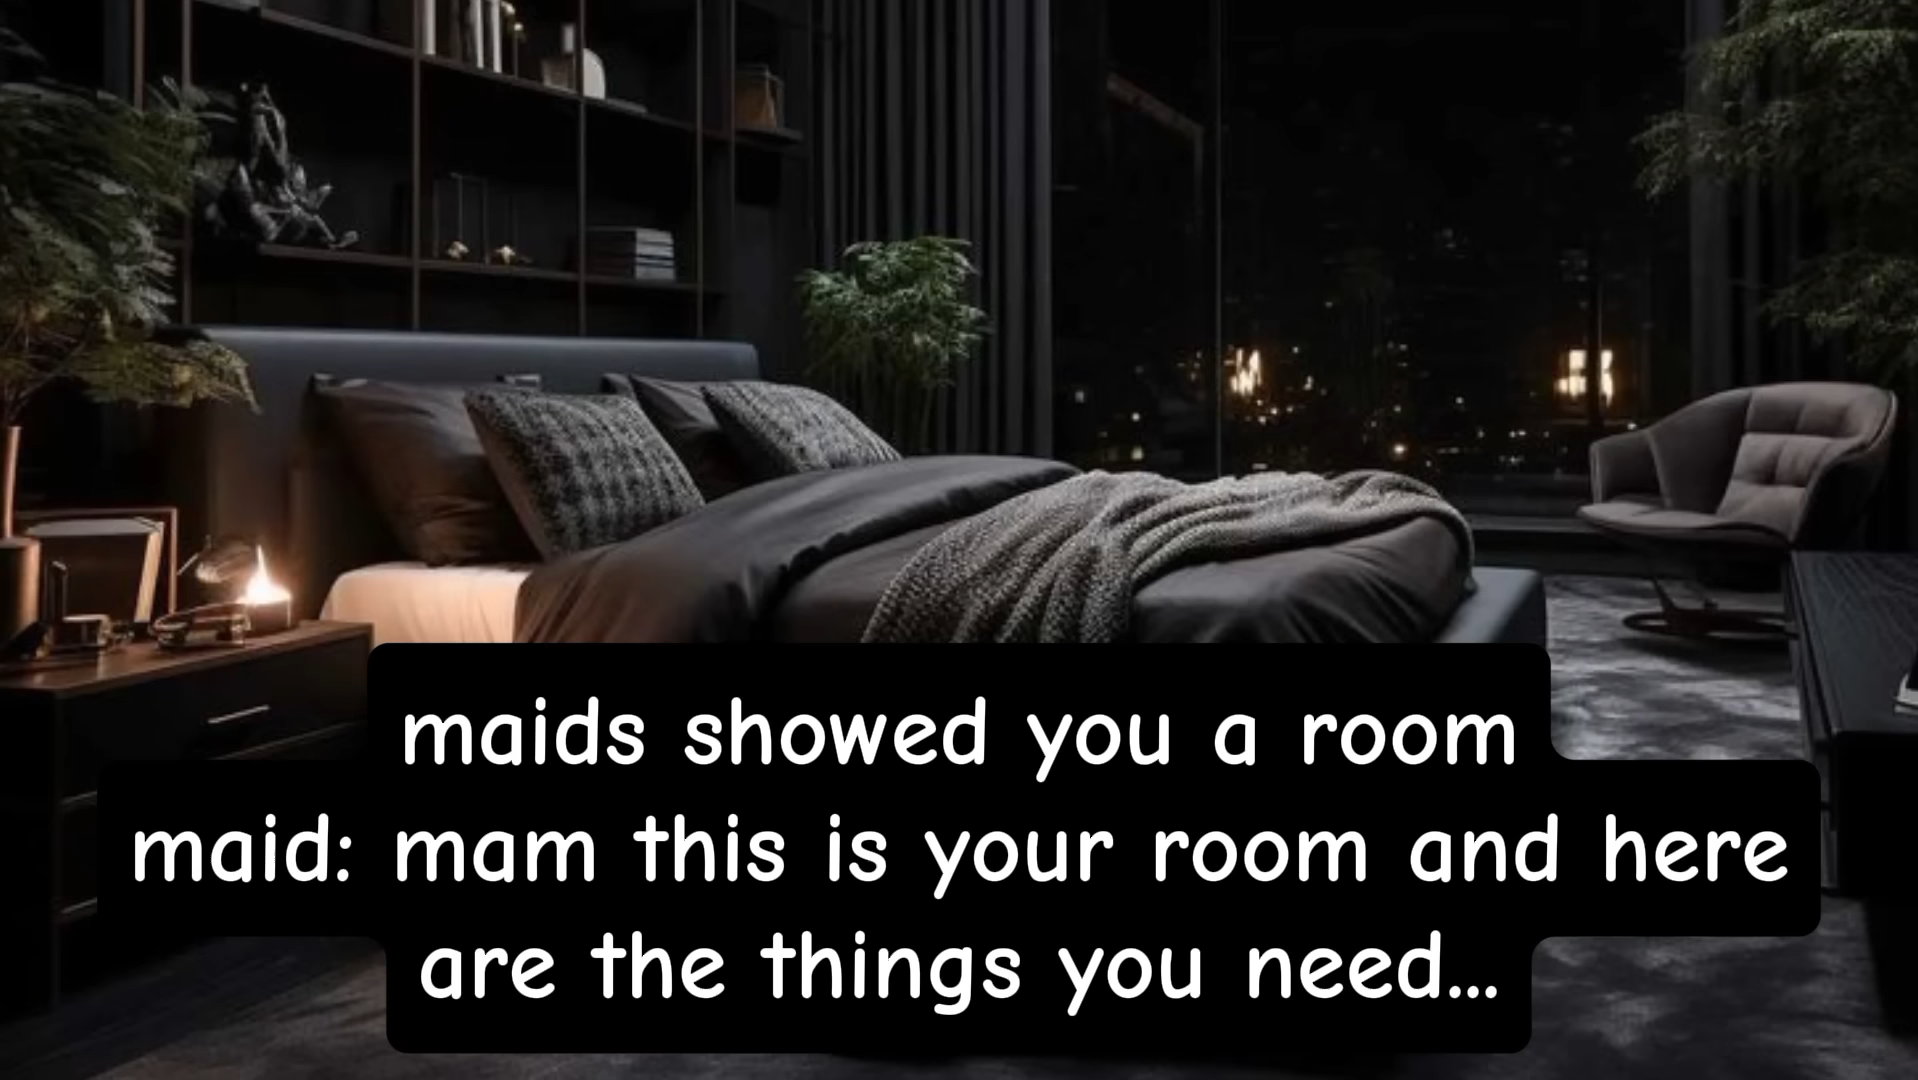 maids showed you a room
maid: mam this is your room and here
are the things you need...